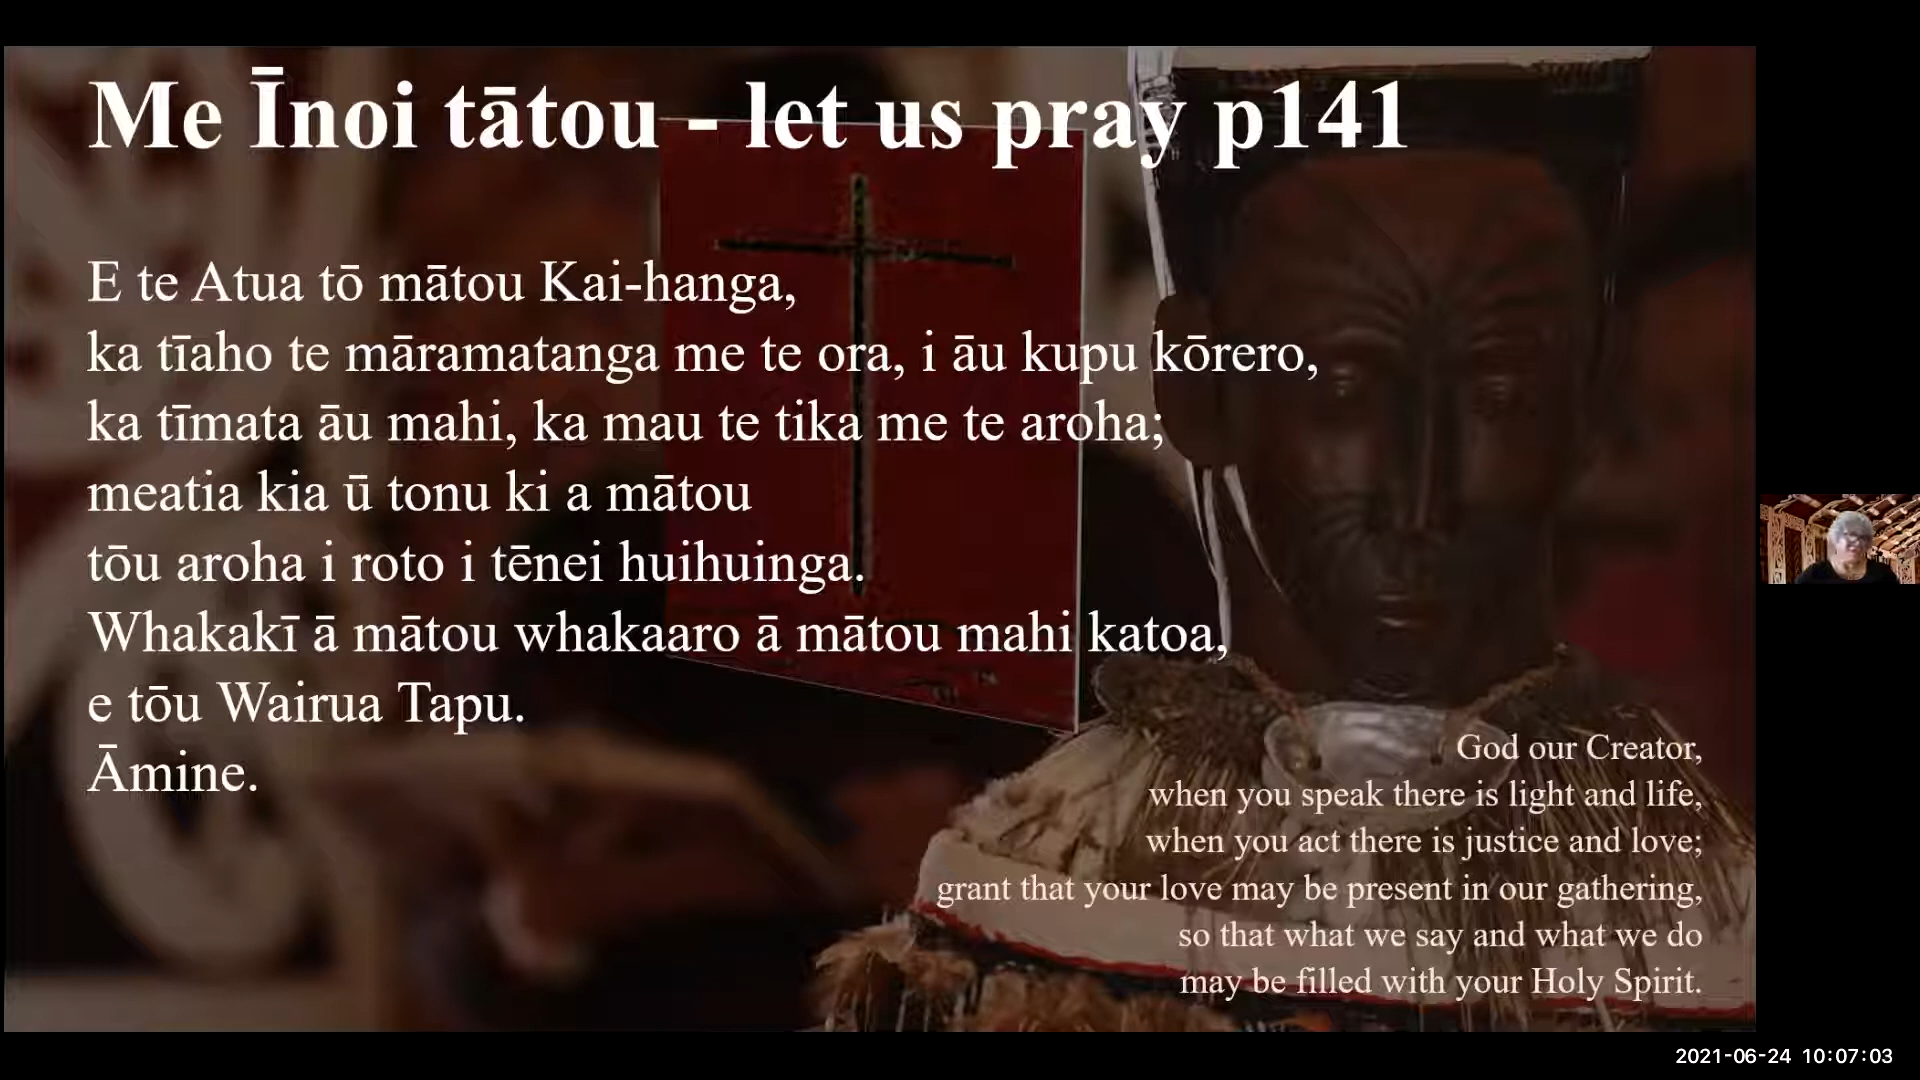 Me Īnoi tātou - let us pray p141
E te Atua tō mātou Kai-hanga,
ka tīaho te māramatanga me te ora, i āu kupu kōrero,
ka tīmata āu mahi, ka mau te tika me te aroha;
meatia kia ū tonu ki a mātou
tōu aroha i roto i tēnei huihuinga.
Whakakī ā mātou whakaaro ā mātou mahi katoa,
e tōu Wairua Tapu.
Āmine.
God our Creator,
when you speak there is light and life,
when you act there is justice and love;
grant that your love may be present in our gathering,
so that what we say and what we do
may be filled with your Holy Spirit.
2021-06-24 10:07:03